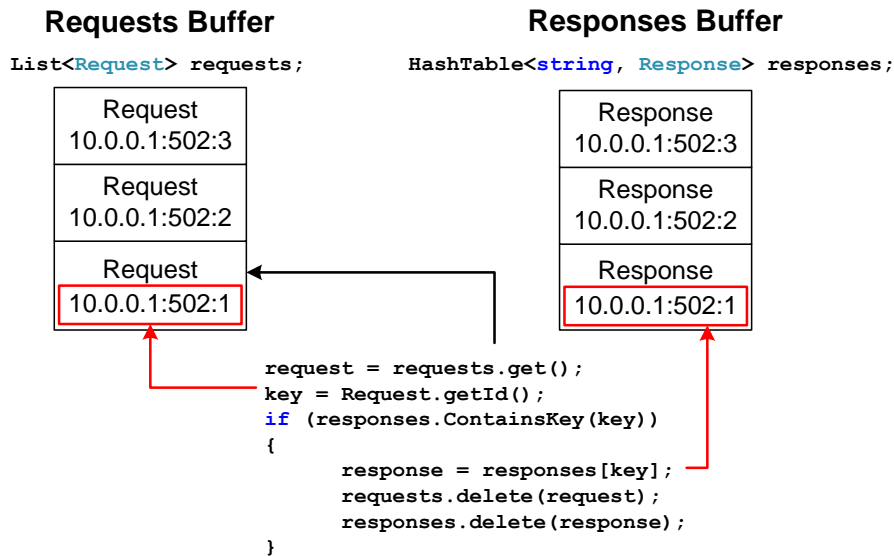 Requests Buffer
List<Request> requests;
Request
10.0.0.1:502:3
Request
10.0.0.1:502:2
Request
10.0.0.1:502:1
Responses Buffer
HashTable<string, Response> responses;
Response
10.0.0.1:502:3
Response
10.0.0.1:502:2
Response
10.0.0.1:502:1
request = requests.get();
key = Request.getId();
if (responses.ContainsKey(key))
{
response = responses[key];
requests.delete(request);
responses.delete(response);
}